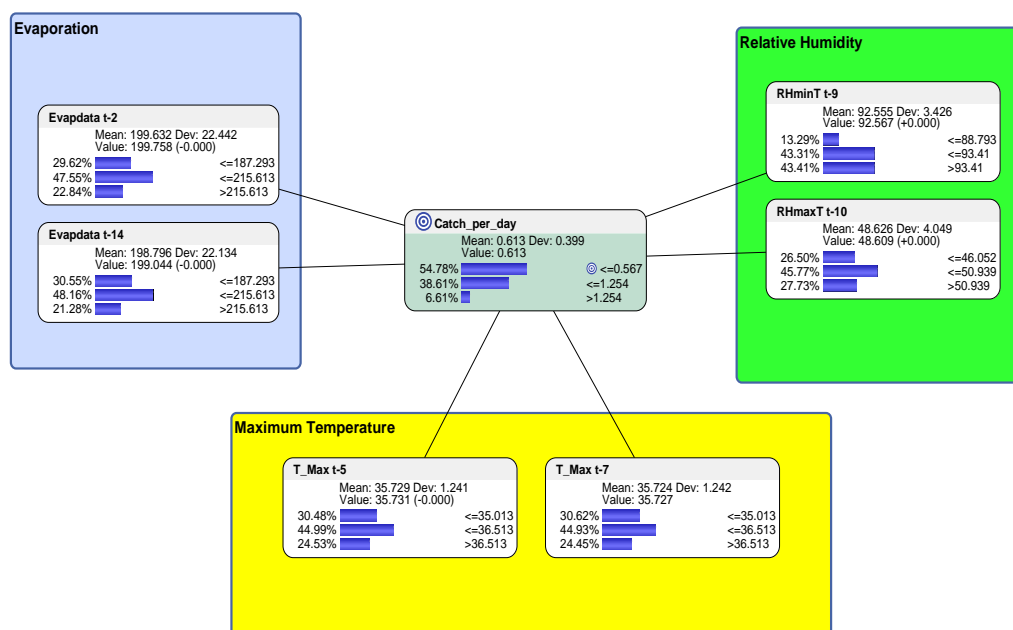 Evaporation
Evapdata t-2
Mean: 199.632 Dev: 22.442
Value: 199.758 (-0.000)
29.62% <=187.293
47.55% <=215.613
22.84% >215.613
Evapdata t-14
Mean: 198.796 Dev: 22.134
Value: 199.044 (-0.000)
30.55% <=187.293
48.16% <=215.613
21.28% >215.613
Catch_per_day
Mean: 0.613 Dev: 0.399
Value: 0.613
54.78% <=0.567
38.61% <=1.254
6.61% >1.254
Relative Humidity
RHminT t-9
Mean: 92.555 Dev: 3.426
Value: 92.567 (+0.000)
13.29% <=88.793
43.31% <=93.41
43.41% >93.41
RHmaxT t-10
Mean: 48.626 Dev: 4.049
Value: 48.609 (+0.000)
26.50% <=46.052
45.77% <=50.939
27.73% >50.939
Maximum Temperature
T_Max t-5
Mean: 35.729 Dev: 1.241
Value: 35.731 (-0.000)
30.48% <=35.013
44.99% <=36.513
24.53% >36.513
T_Max t-7
Mean: 35.724 Dev: 1.242
Value: 35.727
30.62% <=35.013
44.93% <=36.513
24.45% >36.513